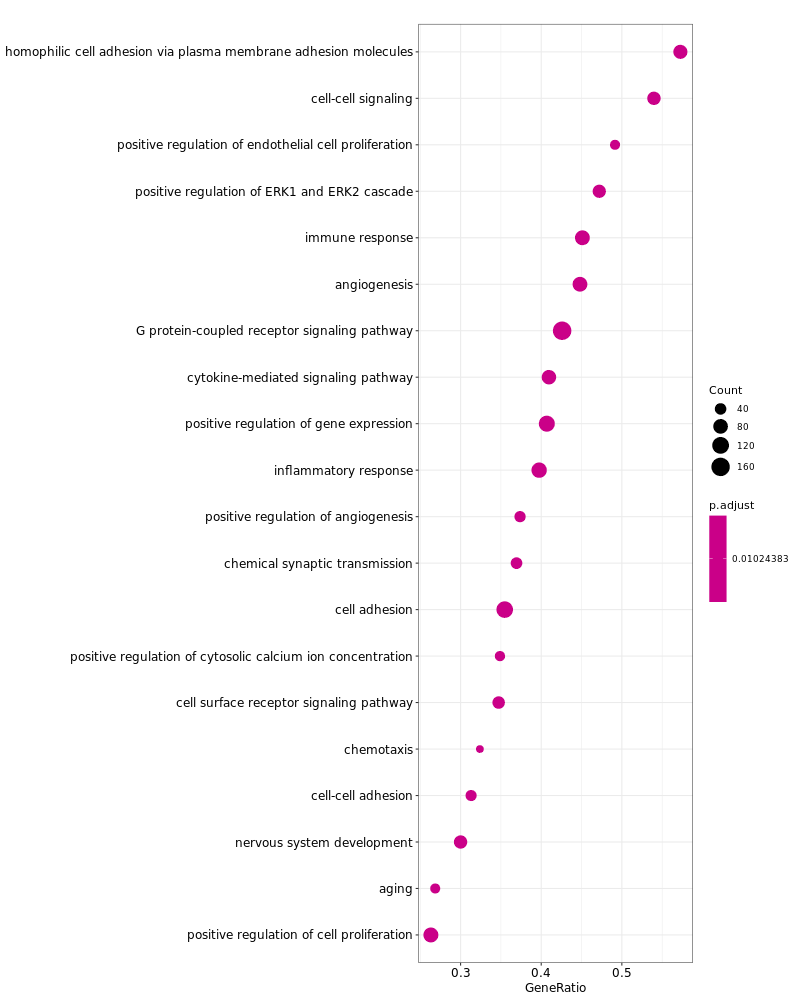 homophilic cell adhesion via plasma membrane adhesion molecules
cell-cell signaling
positive regulation of endothelial cell proliferation
positive regulation of ERK1 and ERK2 cascade
immune response
angiogenesis
G protein-coupled receptor signaling pathway
cytokine-mediated signaling pathway
positive regulation of gene expression
inflammatory response
positive regulation of angiogenesis
chemical synaptic transmission
cell adhesion
positive regulation of cytosolic calcium ion concentration
cell surface receptor signaling pathway
chemotaxis
cell-cell adhesion
nervous system development
aging
positive regulation of cell proliferation
0.3 0.4 0.5
GeneRatio
Count
40
80
120
160
p.adjust
0.01024383